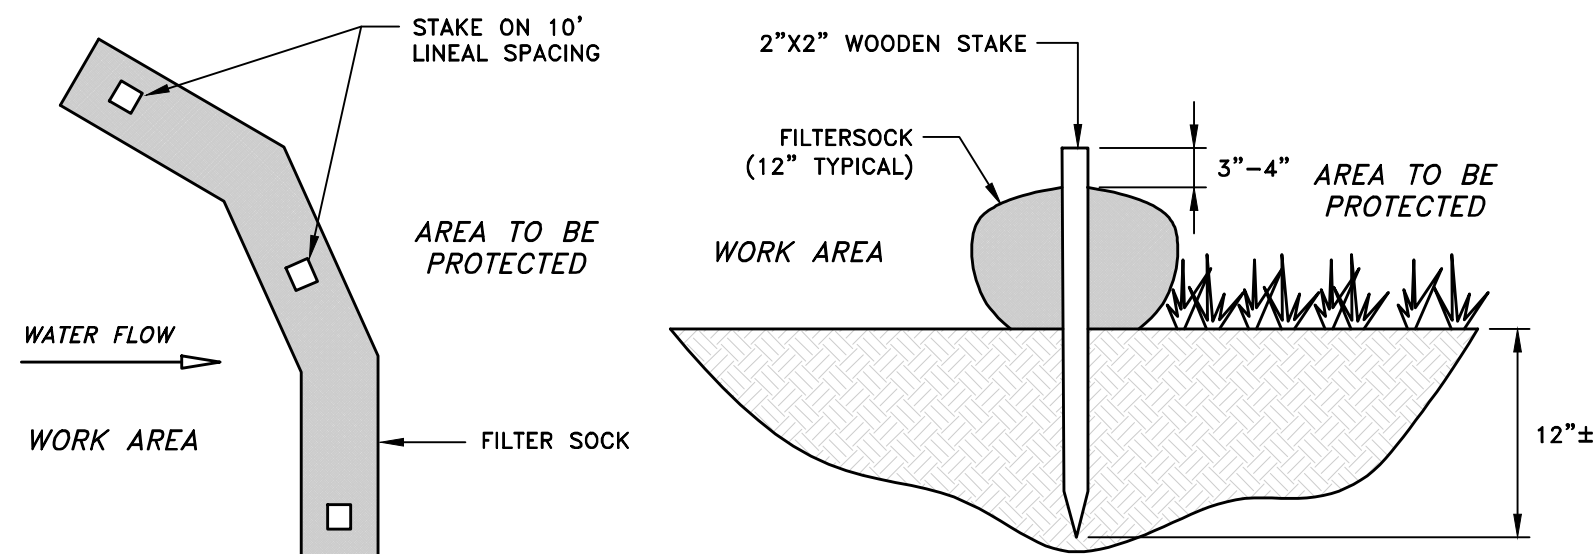 STAKE ON 10'
LINEAL SPACING
AREA TO BE
PROTECTED
WATER FLOW
WORK AREA
FILTER SOCK
2"X2" WOODEN STAKE
FILTERSOCK
(12" TYPICAL)
3"-4"
AREA TO BE
PROTECTED
WORK AREA
12"±